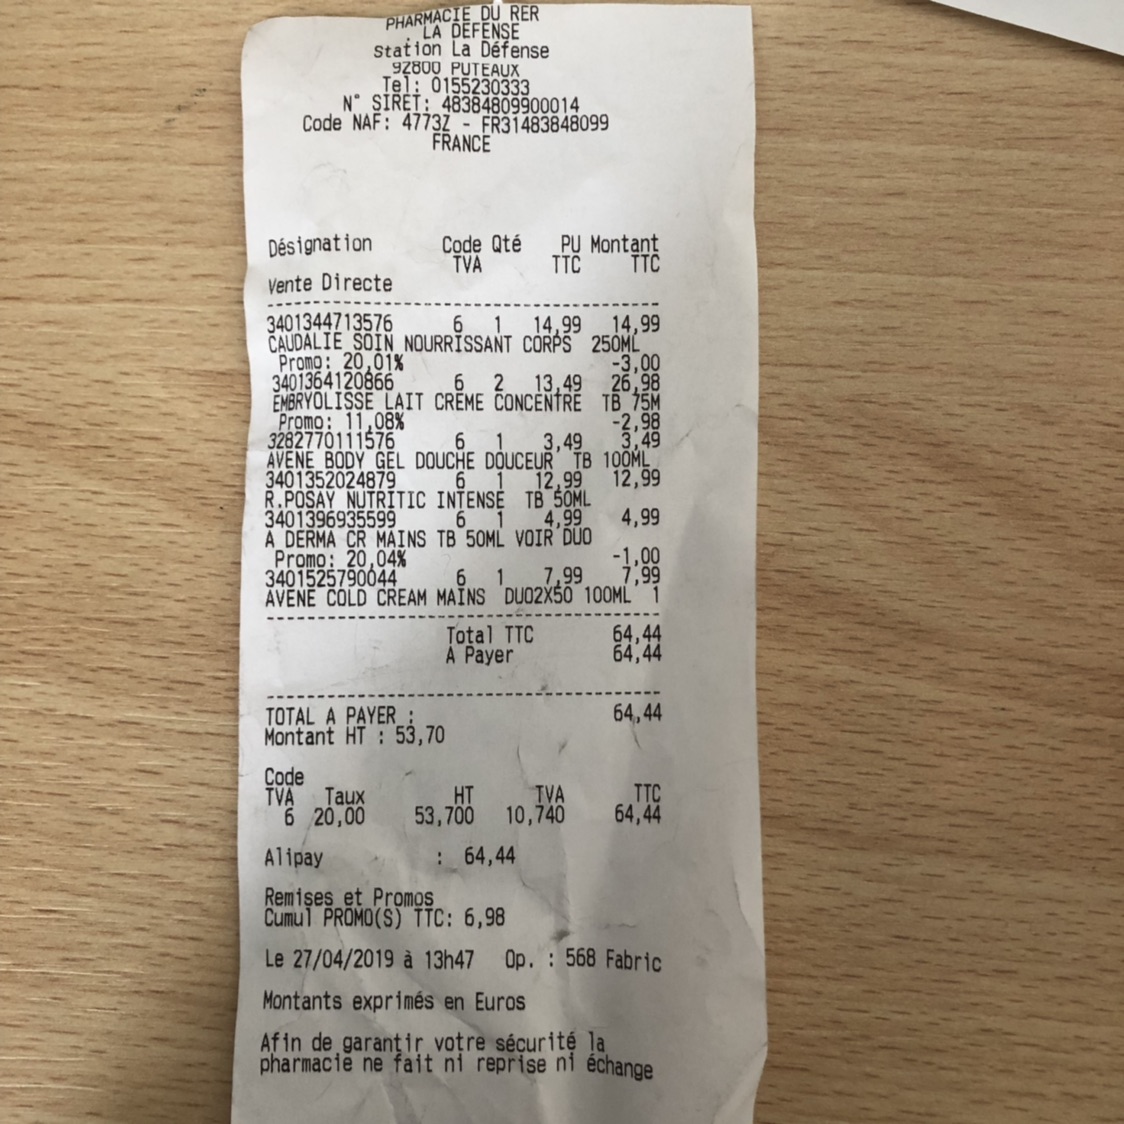 PHARMACIE DU RER
LA DEFENSE
Station La Défense
92800 PUTEAUX
Tel: 0155230333
N° SIRET: 48384809900014
Code NAF: 4773Z - FR31483848099
FRANCE
Désignation Code Qté PU Montant
TVA TTC TTC
Vente Directe
3401344713576 6 1 14,99 14,99
CAUDALIE SOIN NOURRISSANT CORPS 250ML
Promo: 20,01% -3,00
3401364120866 6 2 13,49 26,98
EMBRYOLISSE LAIT CREME CONCENTRE TB 75M
Promo: 11,08% -2,98
3282770111576 6 1 3,49 3,49
AVENE BODY GEL DOUCHE DOUCEUR TB 100ML
3401352024879 6 1 12,99 12,99
R.POSAY NUTRITIC INTENSE TB 50ML
3401396935599 6 1 4,99 4,99
A DERMA CR MAINS TB 50ML VOIR DUO
Promo: 20,04% -1,00
3401525790044 6 1 7,99 7,99
AVENE COLD CREAM MAINS DUO2X50 100ML 1
Total TTC 64,44
A Payer 64,44
TOTAL A PAYER : 64,44
Montant HT : 53,70
Code
TVA Taux HT TVA TTC
6 20,00 53,700 10,740 64,44
Alipay : 64,44
Remises et Promos
Cumul PROMO(S) TTC: 6,98
Le 27/04/2019 à 13h47 Op. : 568 Fabric
Montants exprimés en Euros
Afin de garantir votre sécurité la
pharmacie ne fait ni reprise ni échange